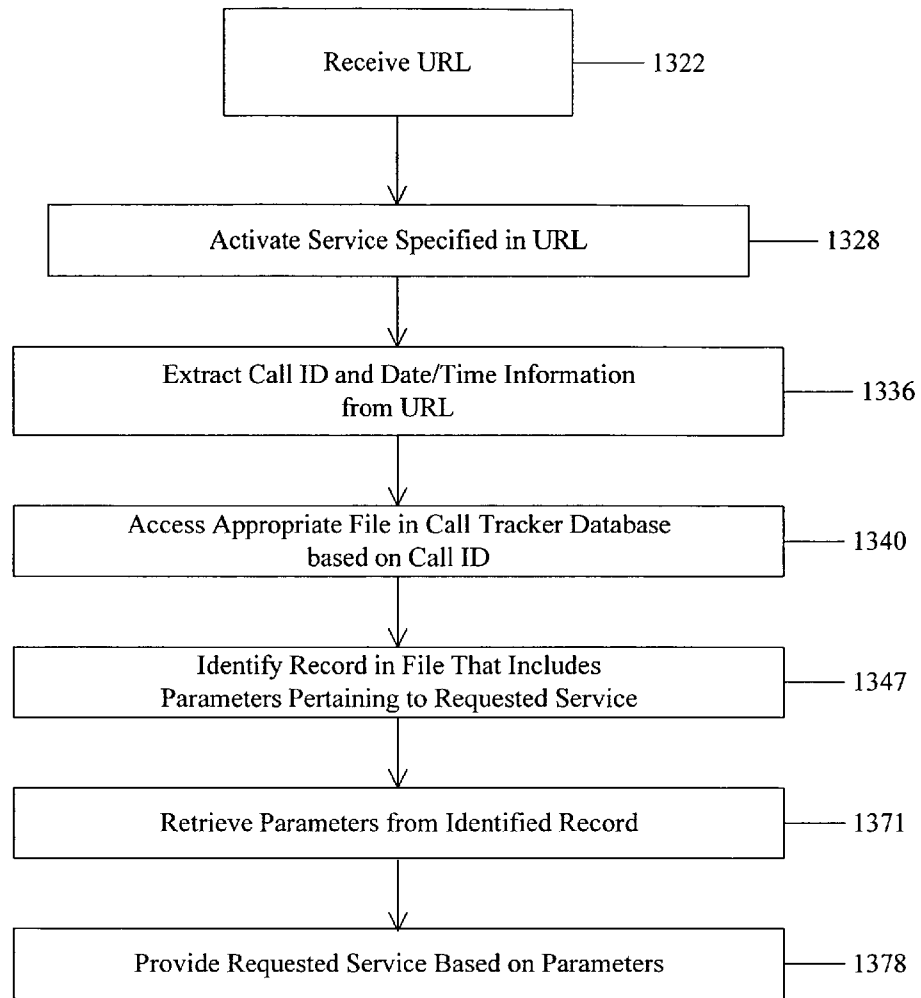 Receive URL
1322
Activate Service Specified in URL
1328
Extract Call ID and Date/Time Information
from URL
1336
Access Appropriate File in Call Tracker Database
based on Call ID
1340
Identify Record in File That Includes
Parameters Pertaining to Requested Service
1347
Retrieve Parameters from Identified Record
1371
Provide Requested Service Based on Parameters
1378